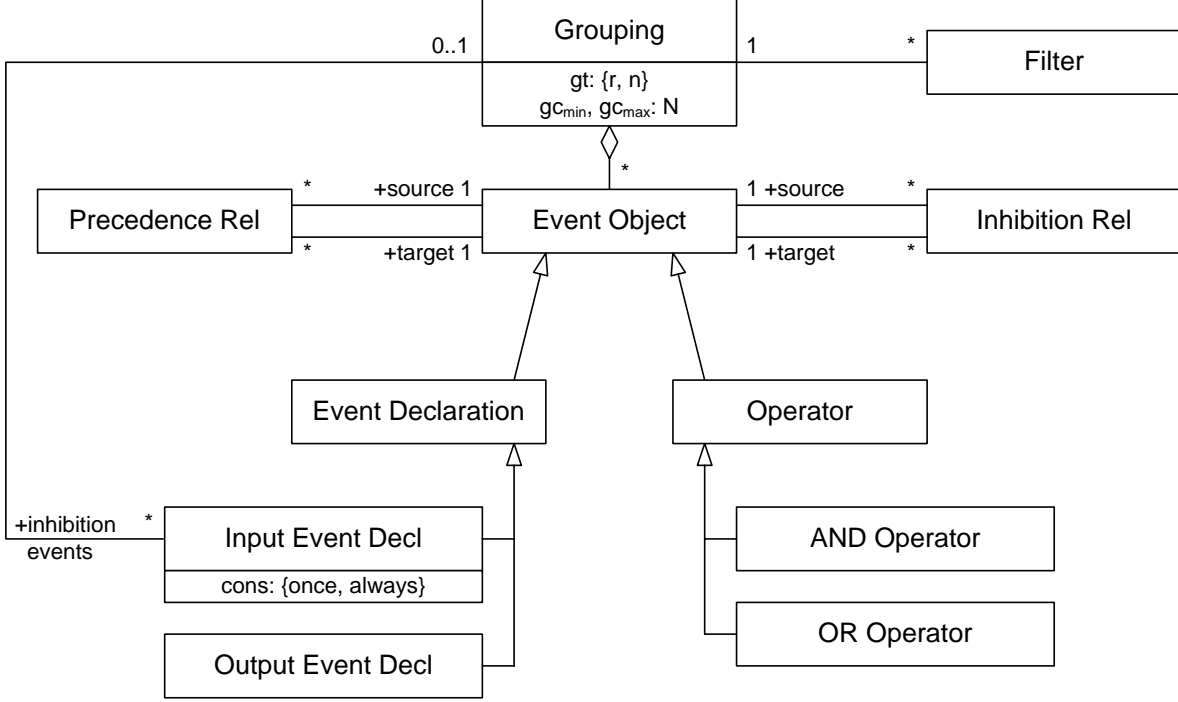 Grouping
0..1
1
*
Filter
gt: {r, n}
gcmin, gcmax: N
*
Precedence Rel
*
+source 1
Event Object
1 +source
*
Inhibition Rel
*
+target 1
1 +target
*
Event Declaration
Operator
+inhibition
events
*
Input Event Decl
cons: {once, always}
AND Operator
Output Event Decl
OR Operator